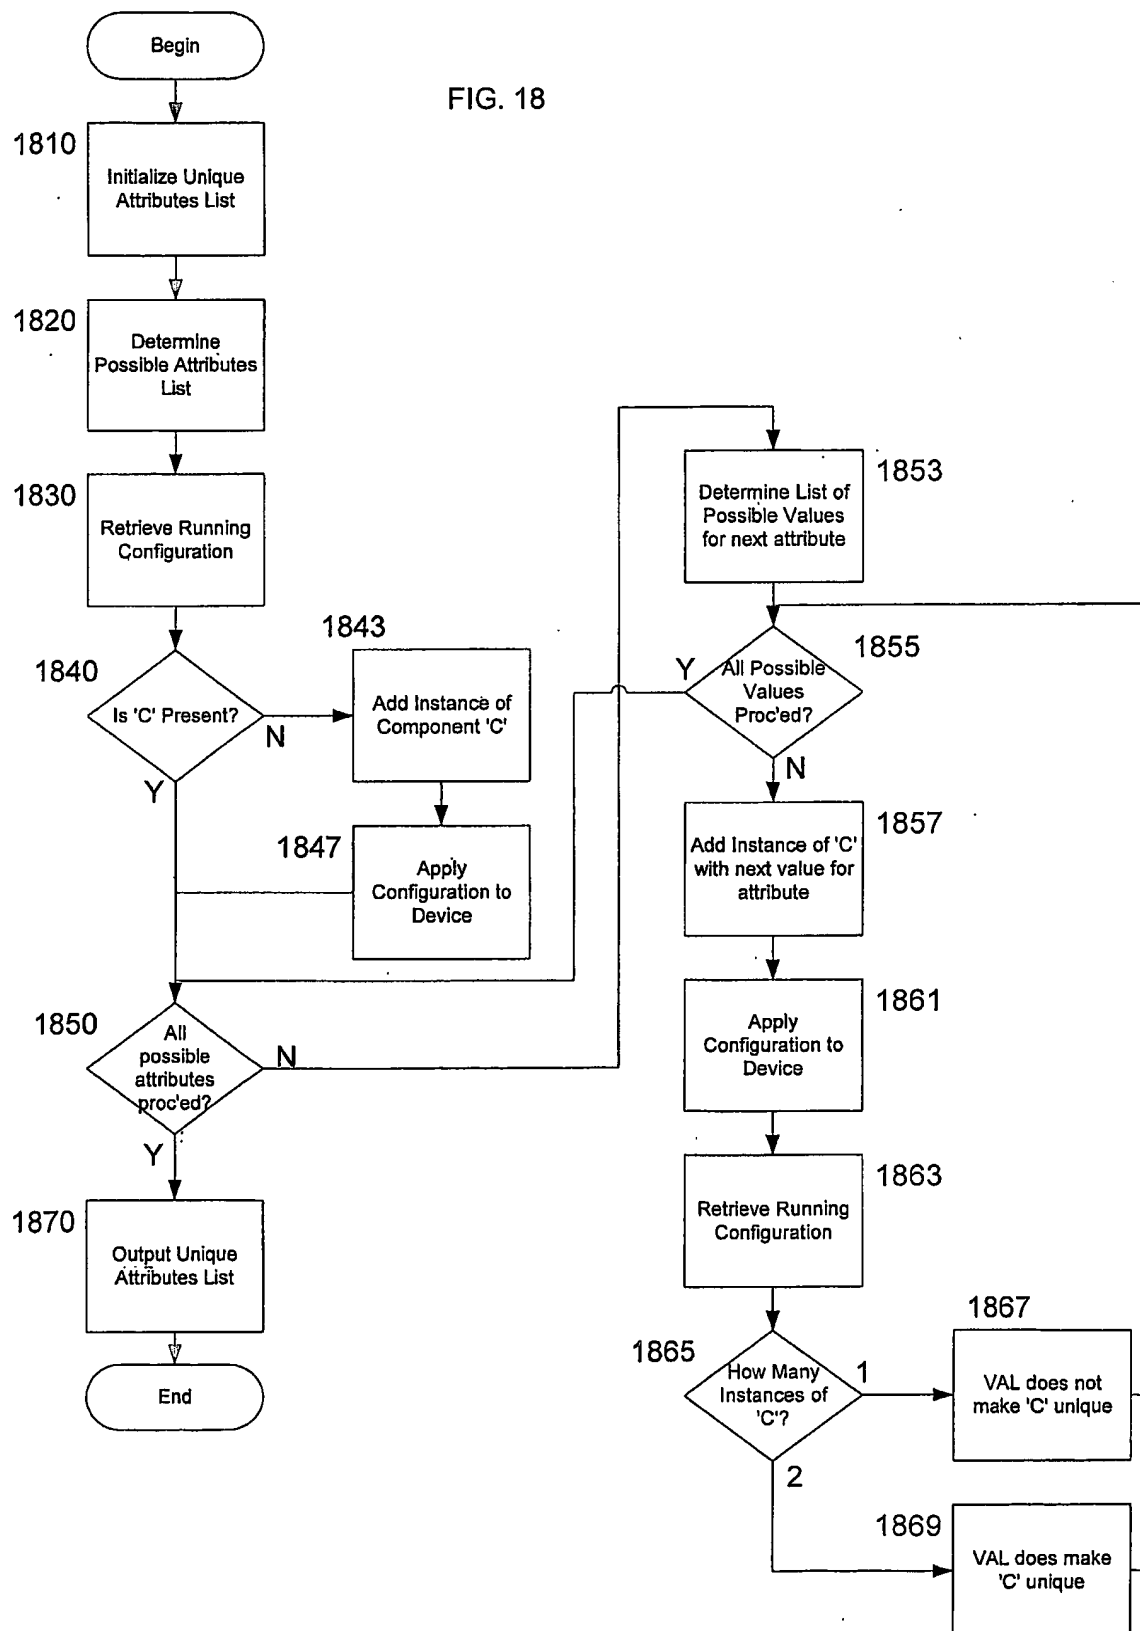 Begin
FIG. 18
1810
Initialize Unique
Attributes List
1820
Determine
Possible Attributes
List
1830
Retrieve Running
Configuration
1840
Is 'C' Present?
N
Y
1843
Add Instance of
Component 'C'
1847
Apply
Configuration to
Device
1850
All
possible
attributes
proc'ed?
N
Y
1870
Output Unique
Attributes List
End
1853
Determine List of
Possible Values
for next attribute
1855
All Possible
Values
Proc'ed?
Y
N
1857
Add Instance of 'C'
with next value for
attribute
1861
Apply
Configuration to
Device
1863
Retrieve Running
Configuration
1865
How Many
Instances of
'C'?
1
2
1867
VAL does not
make 'C' unique
1869
VAL does make
'C' unique